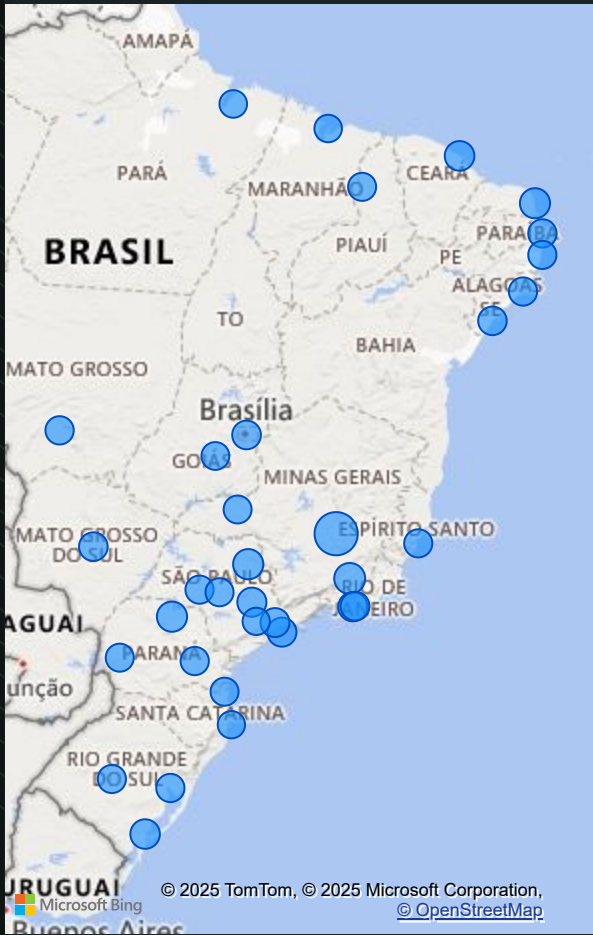 AMAPÁ
PARÁ
MARANHÃO
CEARÁ
BRASIL
PIAUÍ
PARAÍBA
PE
ALAGOAS
SE
TO
BAHIA
MATO GROSSO
Brasília
GOIÁS
MINAS GERAIS
MATO GROSSO
DO SUL
ESPÍRITO SANTO
SÃO PAULO
RIO DE
JANEIRO
AGUAI
PARANÁ
unção
SANTA CATARINA
RIO GRANDE
DO SUL
URUGUAI
© 2025 TomTom, © 2025 Microsoft Corporation,
Microsoft Bing
© OpenStreetMap
Buenos Aires